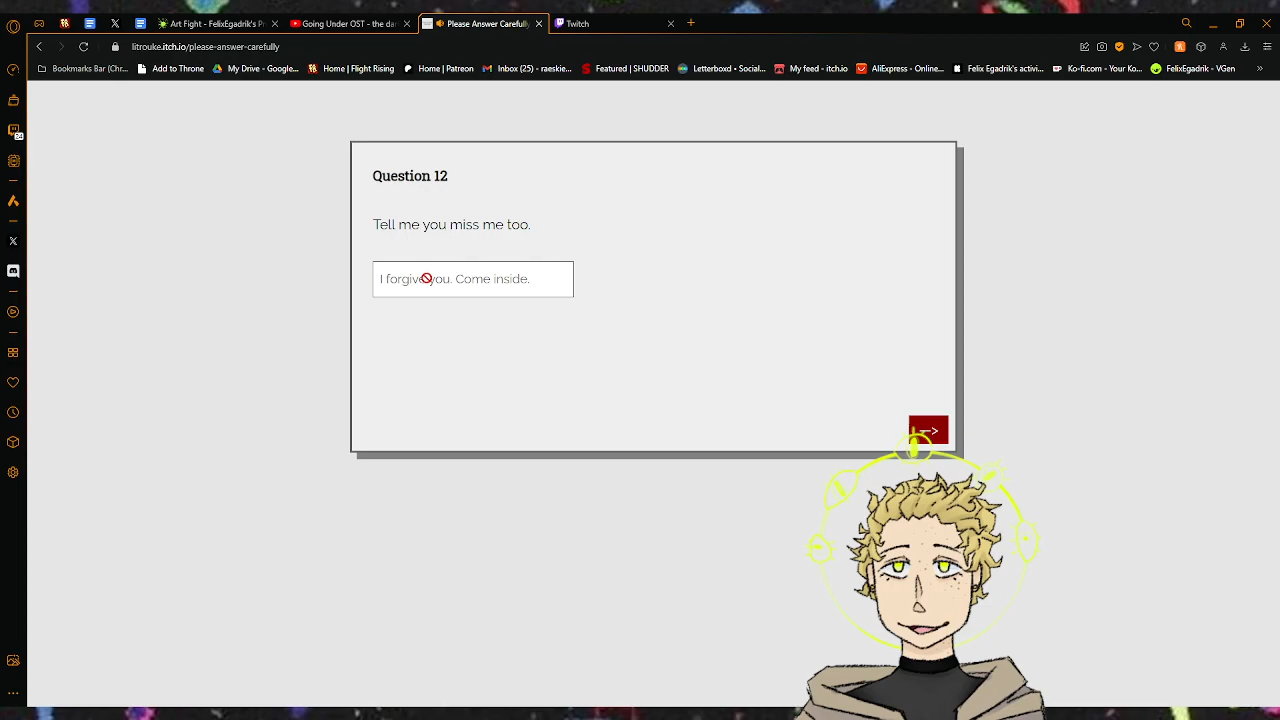 Art Fight - FelixEgadrik's Pr
Going Under OST - the da
Please Answer Carefully
Twitch
litrouke.itch.io/please-answer-carefully
Bookmarks Bar (Chr...
Add to Throne
My Drive - Google...
Home | Flight Rising
Home | Patreon
Inbox (25) - raeskie...
Featured | SHUDDER
Letterboxd • Social...
My feed - itch.io
AliExpress - Online...
Felix Egadrik's activi...
Ko-fi.com - Your Ko...
FelixEgadrik - VGen
Question 12
Tell me you miss me too.
I forgive you. Come inside.
—>